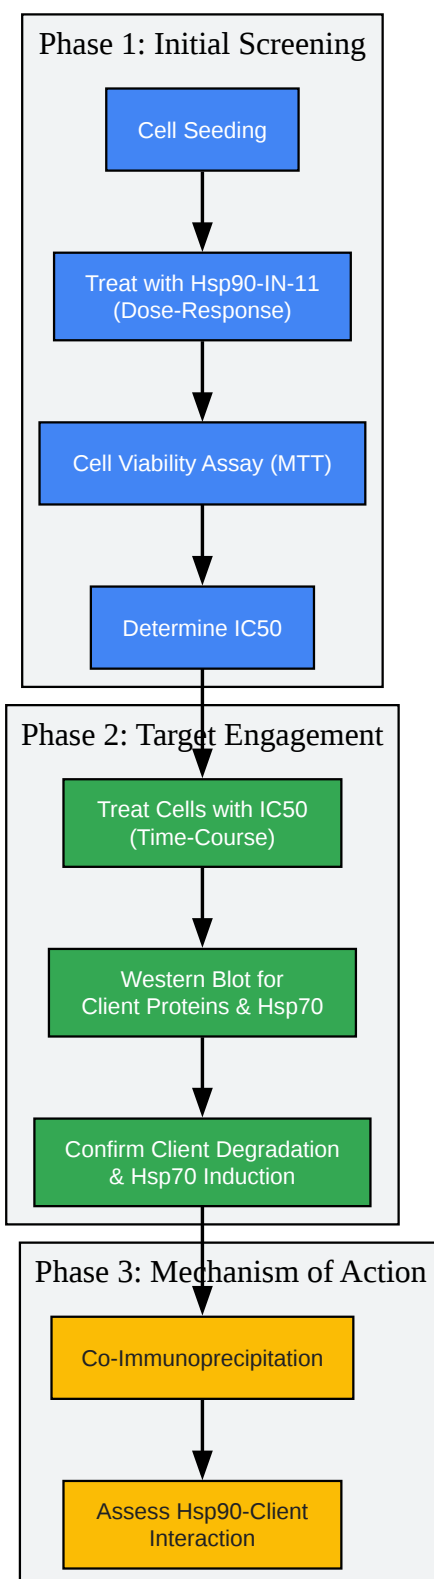 Phase 1: Initial Screening
Cell Seeding
Treat with Hsp90-IN-11
(Dose-Response)
Cell Viability Assay (MTT)
Determine IC50
Phase 2: Target Engagement
Treat Cells with IC50
(Time-Course)
Western Blot for
Client Proteins & Hsp70
Confirm Client Degradation
& Hsp70 Induction
Phase 3: Mechanism of Action
Co-Immunoprecipitation
Assess Hsp90-Client
Interaction